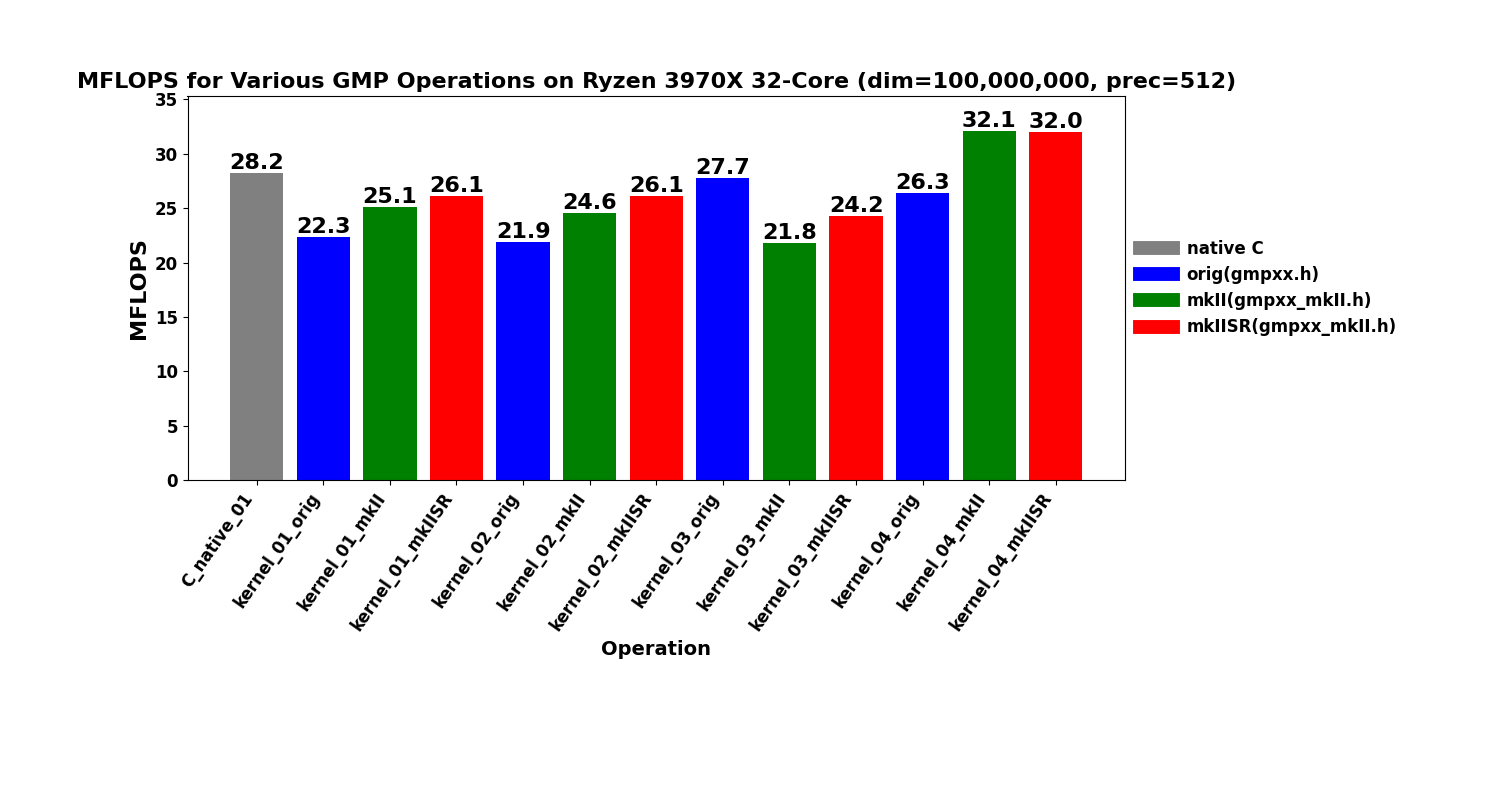 MFLOPS for Various GMP Operations on Ryzen 3970X 32-Core (dim=100,000,000, prec=512)
MFLOPS
35
30
25
20
15
10
5
0
28.2
22.3
25.1
26.1
21.9
24.6
26.1
27.7
21.8
24.2
26.3
32.1
32.0
C_native_01
kernel_01_orig
kernel_01_mkII
kernel_01_mkIISR
kernel_02_orig
kernel_02_mkII
kernel_02_mkIISR
kernel_03_orig
kernel_03_mkII
kernel_03_mkIISR
kernel_04_orig
kernel_04_mkII
kernel_04_mkIISR
Operation
native C
orig(gmpxx.h)
mkII(gmpxx_mkII.h)
mkIISR(gmpxx_mkII.h)